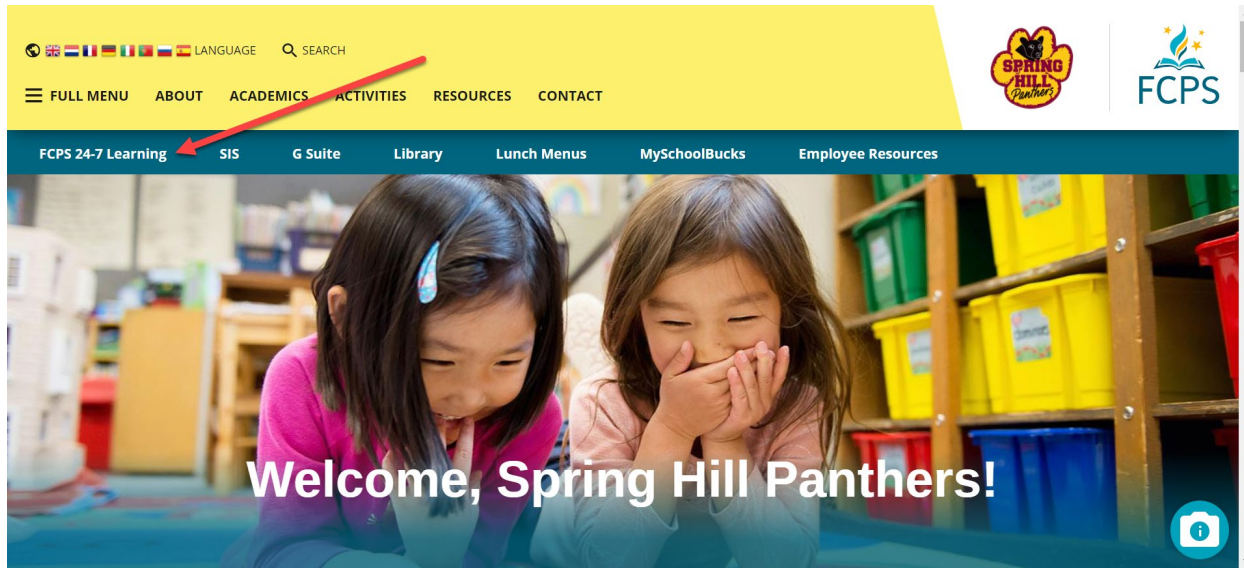 LANGUAGE SEARCH
FULL MENU ABOUT ACADEMICS ACTIVITIES RESOURCES CONTACT
SPRING
HILL
Panthers
FCPS
FCPS 24-7 Learning SIS G Suite Library Lunch Menus MySchoolBucks Employee Resources
Welcome, Spring Hill Panthers!